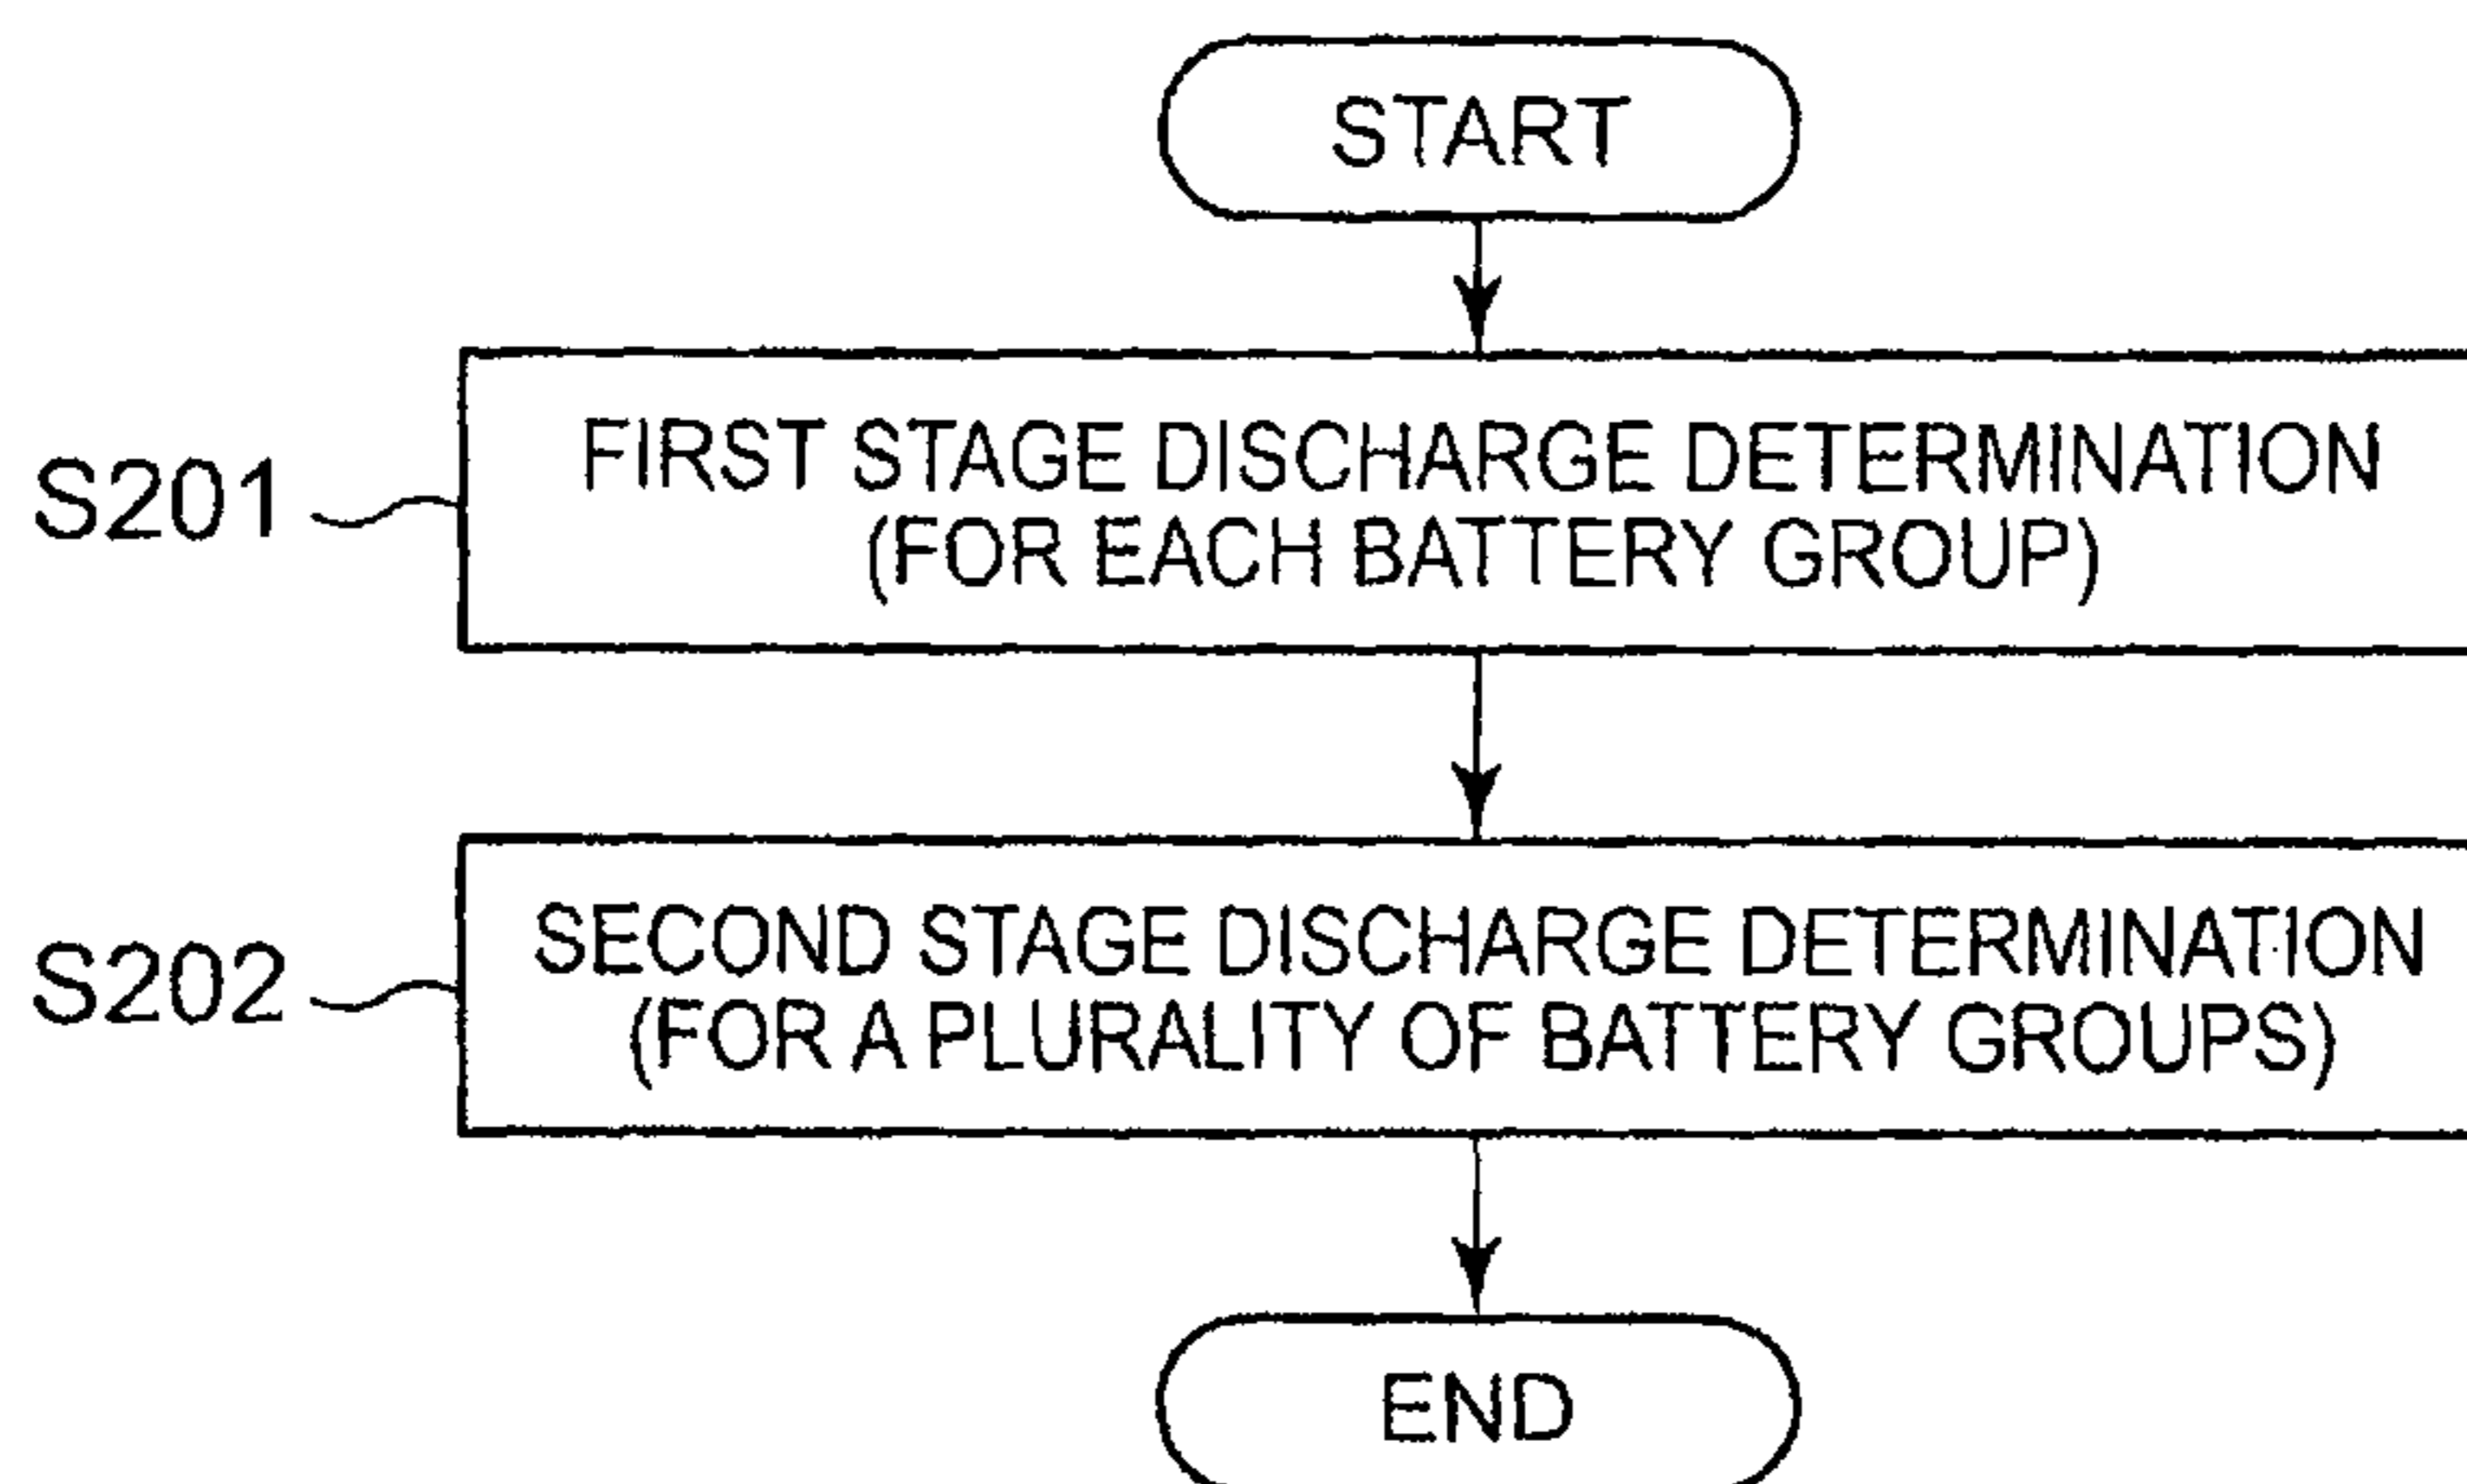 START
S201
FIRST STAGE DISCHARGE DETERMINATION
(FOR EACH BATTERY GROUP)
S202
SECOND STAGE DISCHARGE DETERMINATION
(FOR A PLURALITY OF BATTERY GROUPS)
END